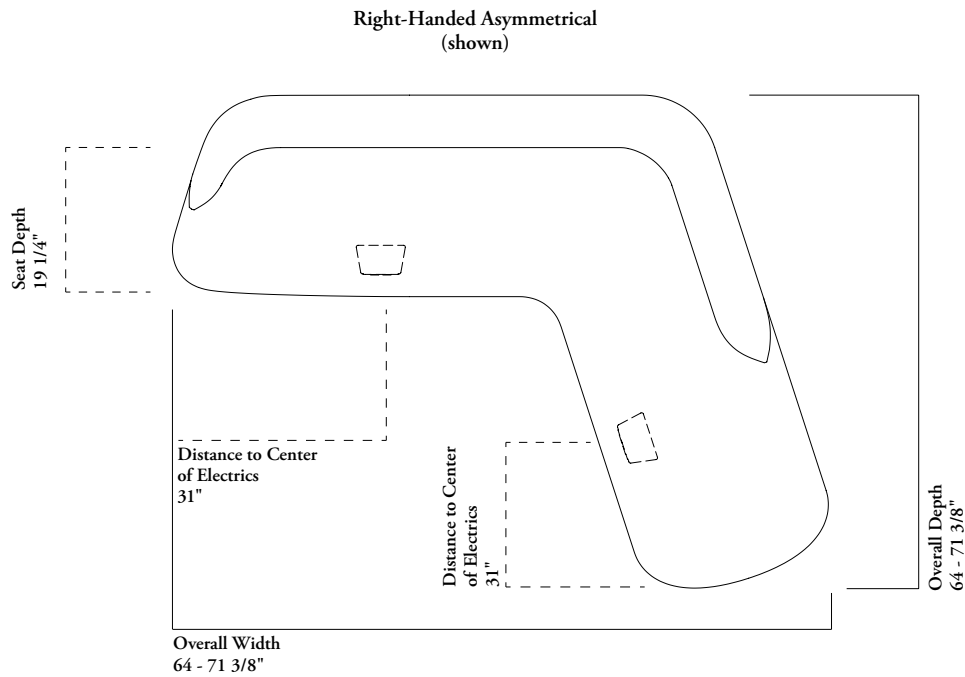 Right-Handed Asymmetrical
(shown)
Seat Depth
19 1/4"
Distance to Center
of Electrics
31"
Distance to Center
of Electrics
31"
Overall Depth
64 - 71 3/8"
Overall Width
64 - 71 3/8"